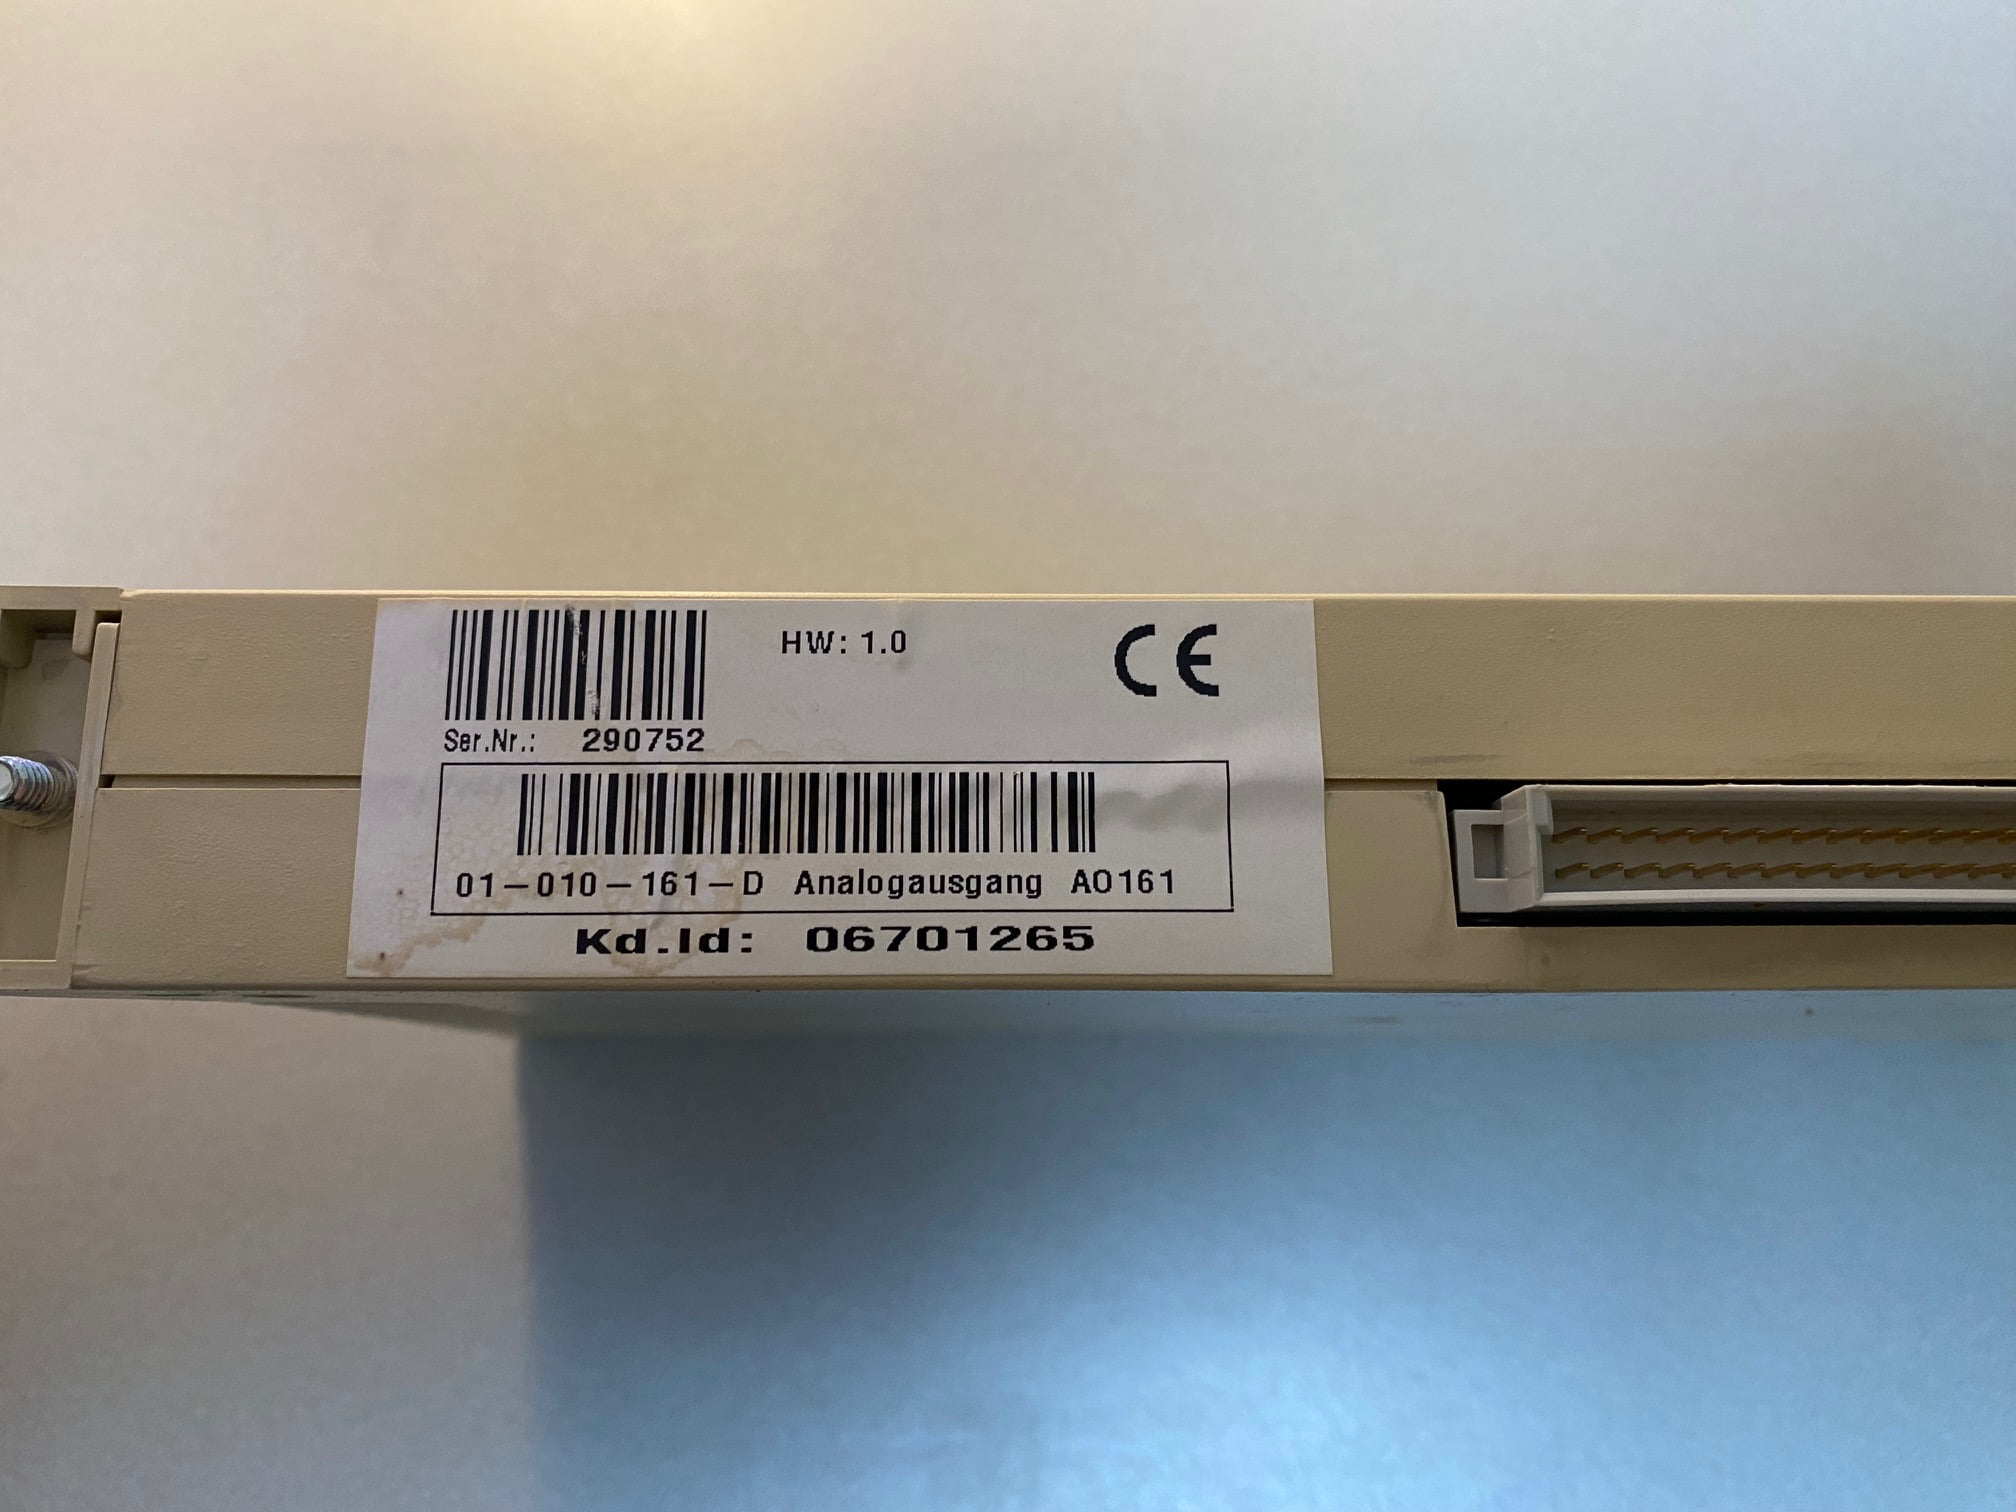 HW: 1.0
CE
Ser.Nr.: 290752
01-010-161-D Analogausgang AO161
Kd.Id: 06701265